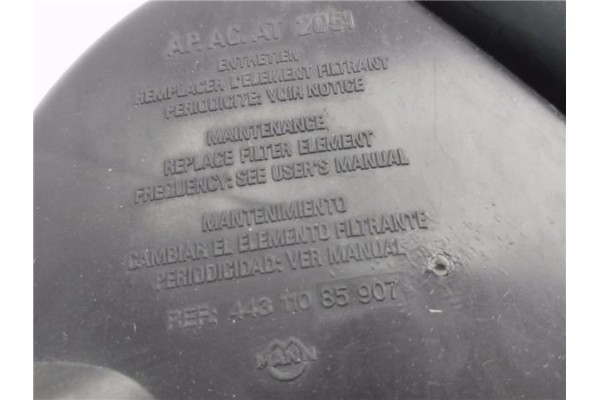 AP. AC. AT 2051
ENTRETIEN
REMPLACER L'ELEMENT FILTRANT
PERIODICITE: VOIR NOTICE
MAINTENANCE
REPLACE FILTER ELEMENT
FREQUENCY: SEE USER'S MANUAL
MANTENIMIENTO
CAMBIAR EL ELEMENTO FILTRANTE
PERIODICIDAD: VER MANUAL
REF: 443 110 85 907
MANN